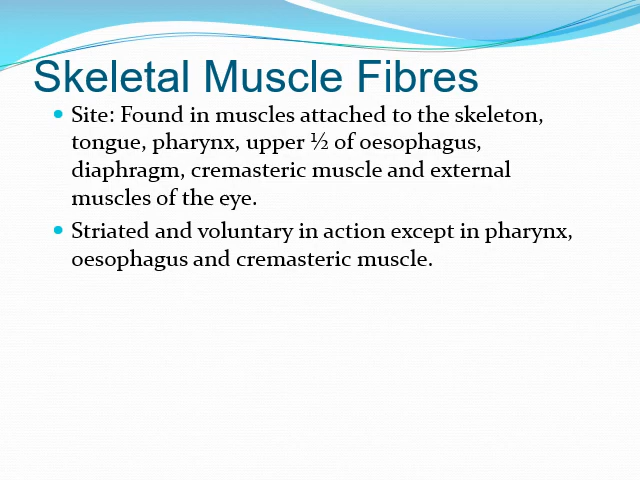 Skeletal Muscle Fibres
• Site: Found in muscles attached to the skeleton,
tongue, pharynx, upper ½ of oesophagus,
diaphragm, cremasteric muscle and external
muscles of the eye.
• Striated and voluntary in action except in pharynx,
oesophagus and cremasteric muscle.